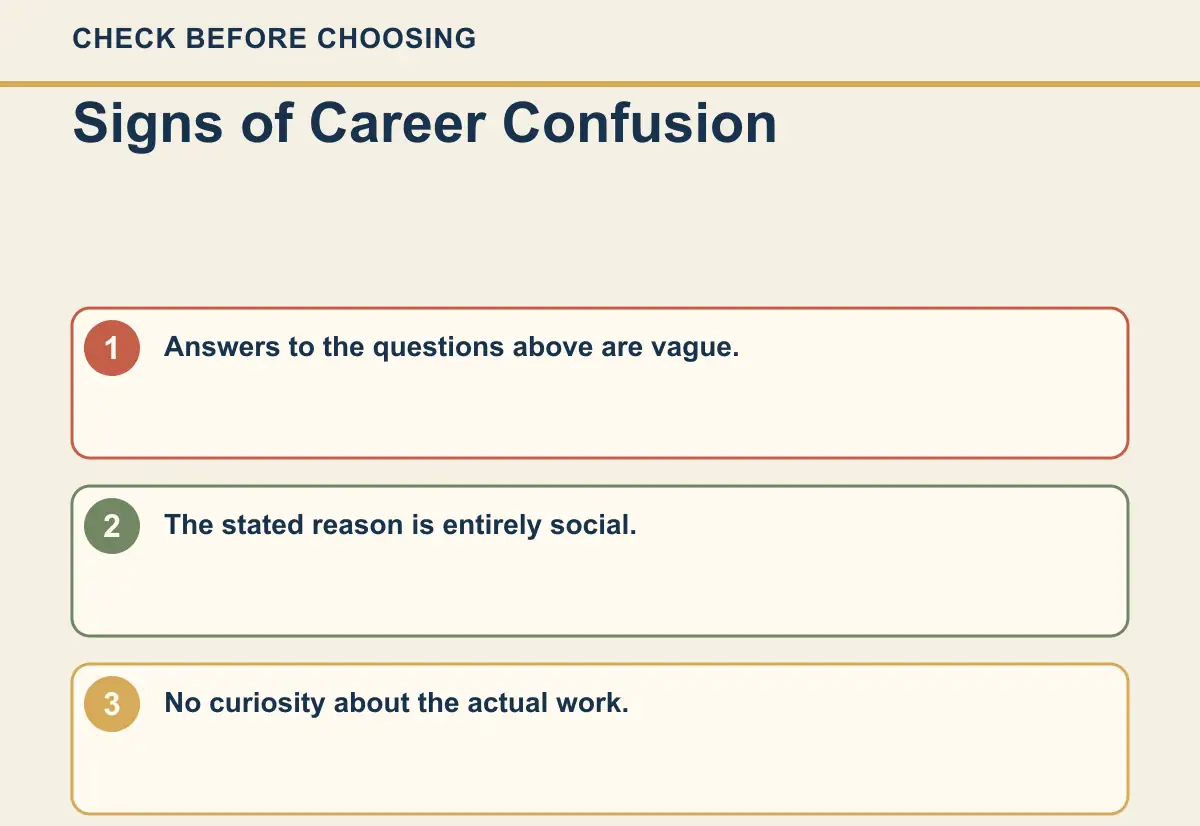 CHECK BEFORE CHOOSING
Signs of Career Confusion
1 Answers to the questions above are vague.
2 The stated reason is entirely social.
3 No curiosity about the actual work.